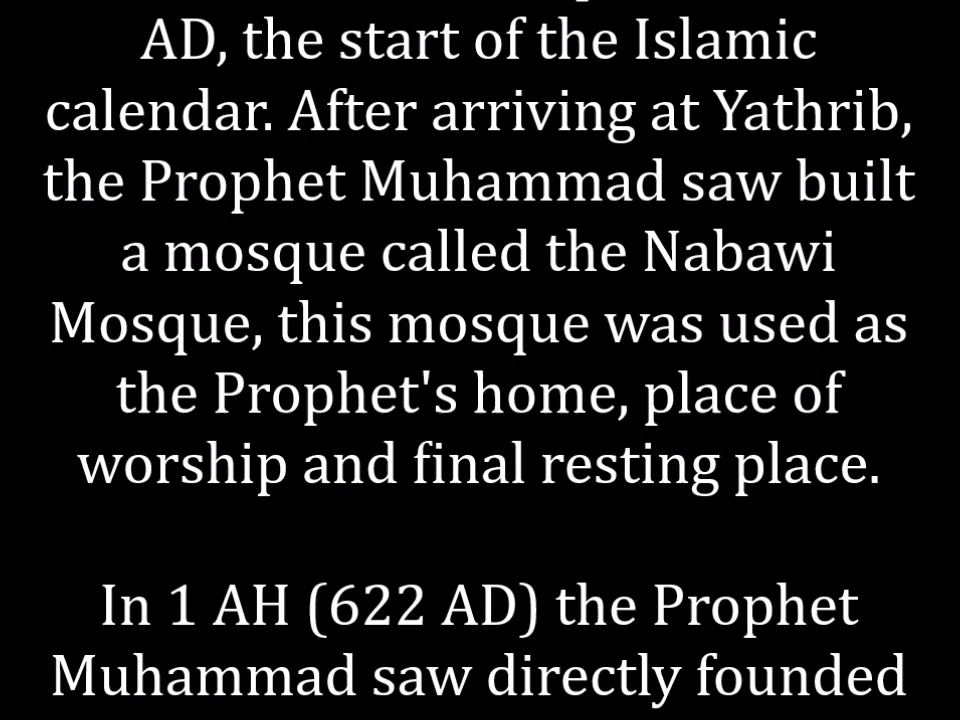 AD, the start of the Islamic
calendar. After arriving at Yathrib,
the Prophet Muhammad saw built
a mosque called the Nabawi
Mosque, this mosque was used as
the Prophet's home, place of
worship and final resting place.
In 1 AH (622 AD) the Prophet
Muhammad saw directly founded